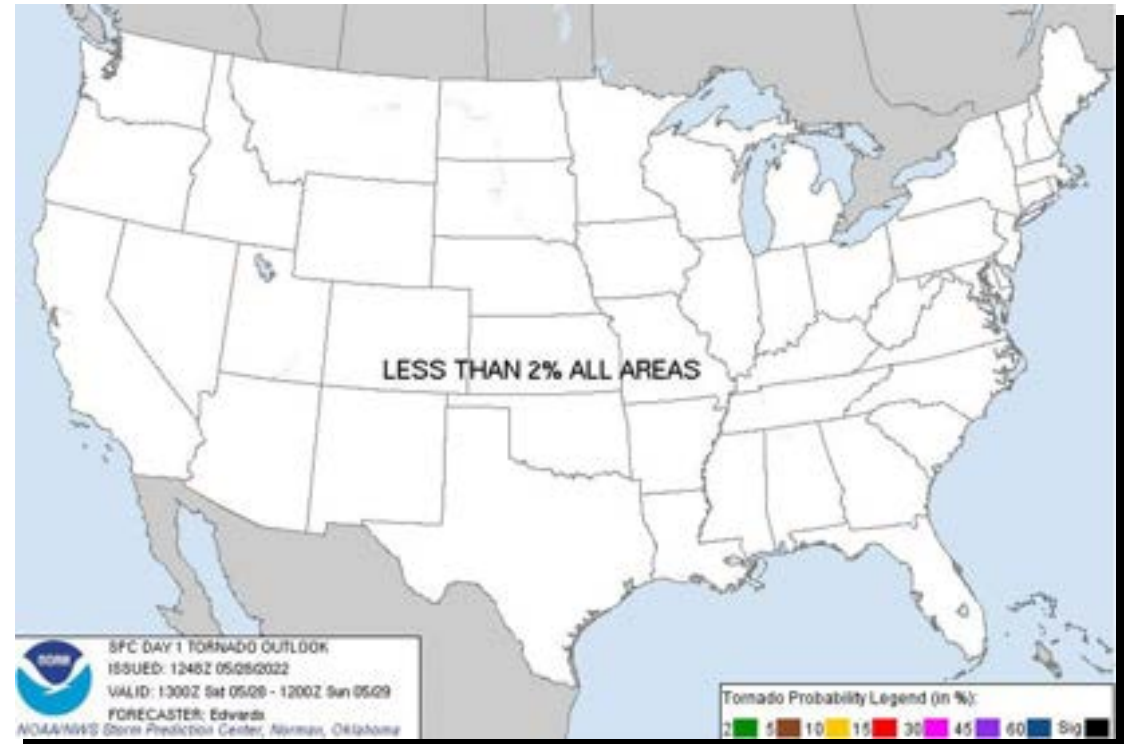 LESS THAN 2% ALL AREAS
NOAA
SPC DAY 1 TORNADO OUTLOOK
ISSUED: 1248Z 05/28/2022
VALID: 1300Z Sat 05/28 - 1200Z Sun 05/29
FORECASTER: Edwards
NOAA/NWS Storm Prediction Center, Norman, Oklahoma
Tornado Probability Legend (in %):
2 5 10 15 30 45 60 Sig